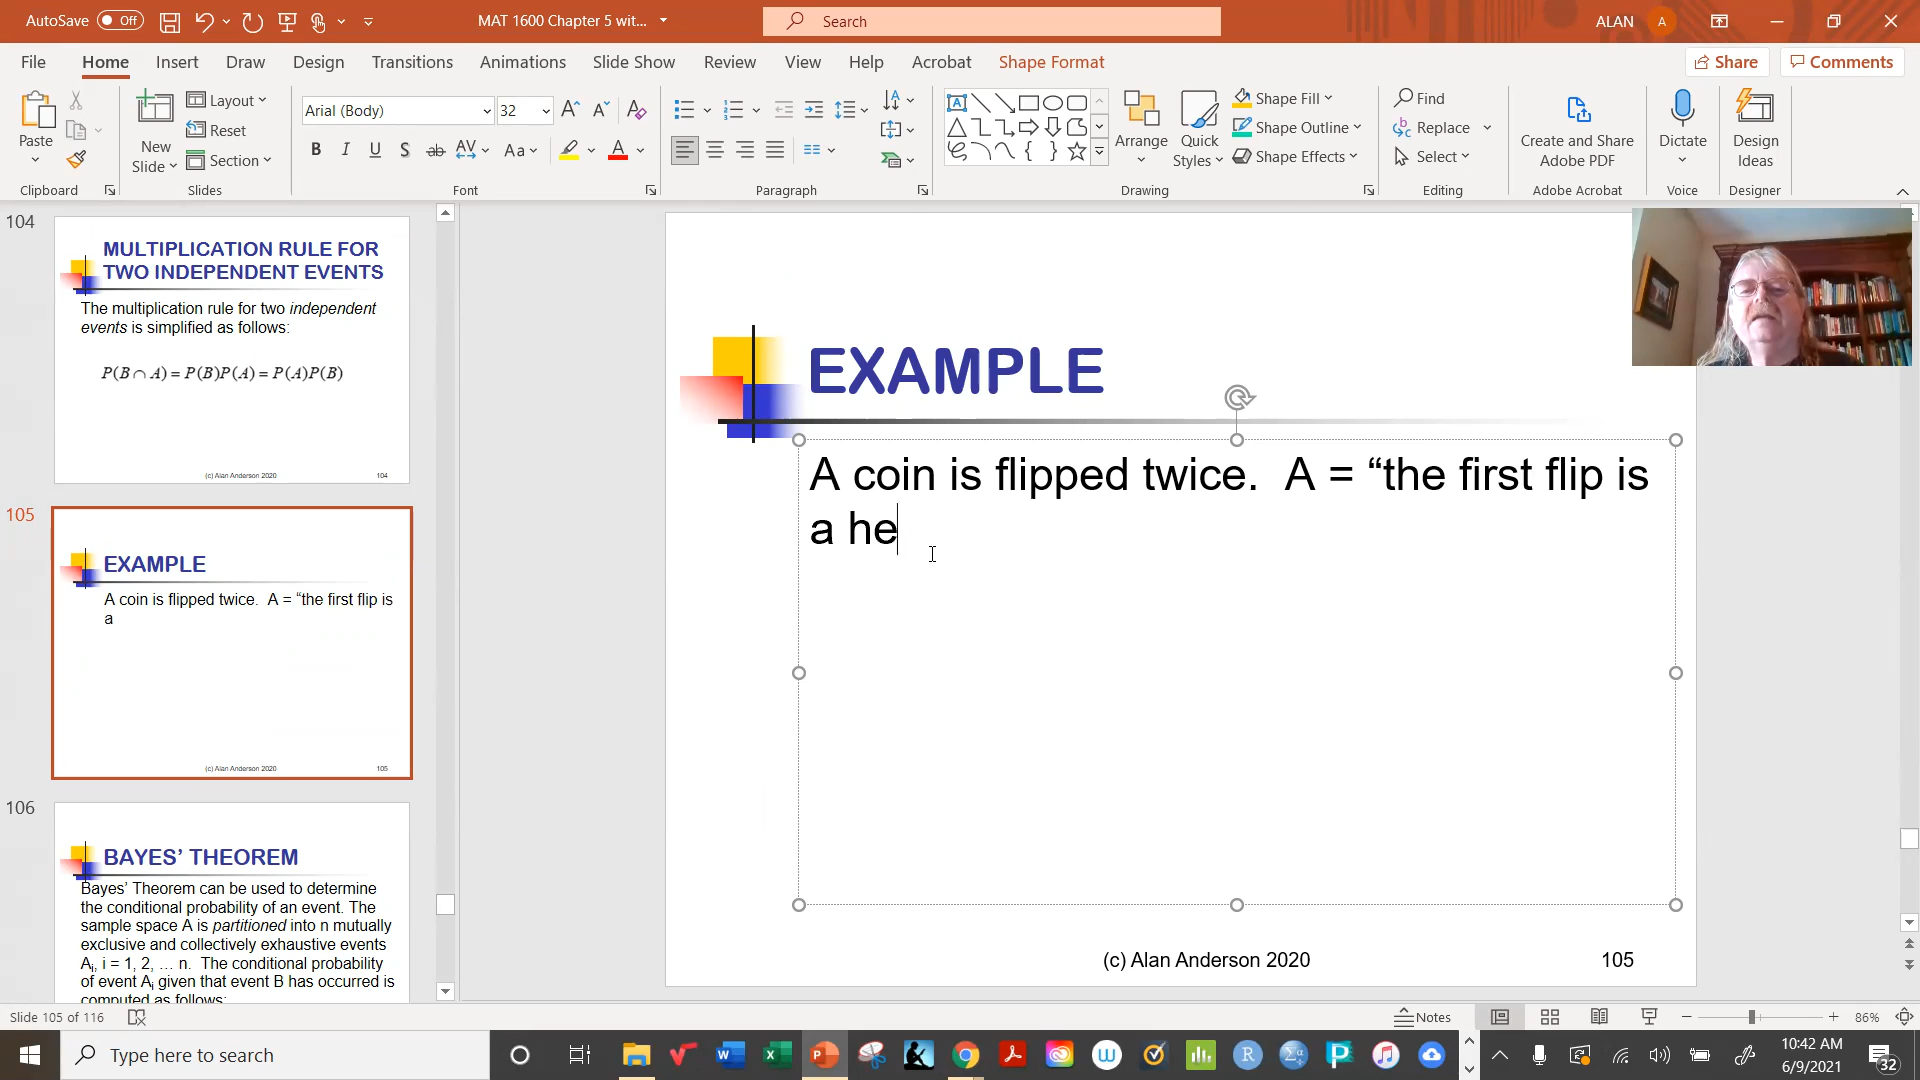 AutoSave Off MAT 1600 Chapter 5 wit... Search ALAN A
File Home Insert Draw Design Transitions Animations Slide Show Review View Help Acrobat Shape Format Share Comments
Paste
Clipboard
New Slide
Layout
Reset
Section
Slides
Arial (Body) 32
B I U S ab AV Aa A
Font
Paragraph
Arrange
Quick Styles
Shape Fill
Shape Outline
Shape Effects
Drawing
Find
Replace
Select
Editing
Create and Share Adobe PDF
Adobe Acrobat
Dictate
Voice
Design Ideas
Designer
104
MULTIPLICATION RULE FOR
TWO INDEPENDENT EVENTS
The multiplication rule for two independent
events is simplified as follows:
P(B ∩ A) = P(B)P(A) = P(A)P(B)
(c) Alan Anderson 2020 104
105
EXAMPLE
A coin is flipped twice.  A = “the first flip is
a
(c) Alan Anderson 2020 105
106
BAYES’ THEOREM
Bayes’ Theorem can be used to determine
the conditional probability of an event. The
sample space A is partitioned into n mutually
exclusive and collectively exhaustive events
Ai, i = 1, 2, … n.  The conditional probability
of event Ai given that event B has occurred is
computed as follows:
EXAMPLE
A coin is flipped twice.  A = “the first flip is
a he
(c) Alan Anderson 2020 105
Slide 105 of 116 Notes 86%
Type here to search
10:42 AM
6/9/2021
32